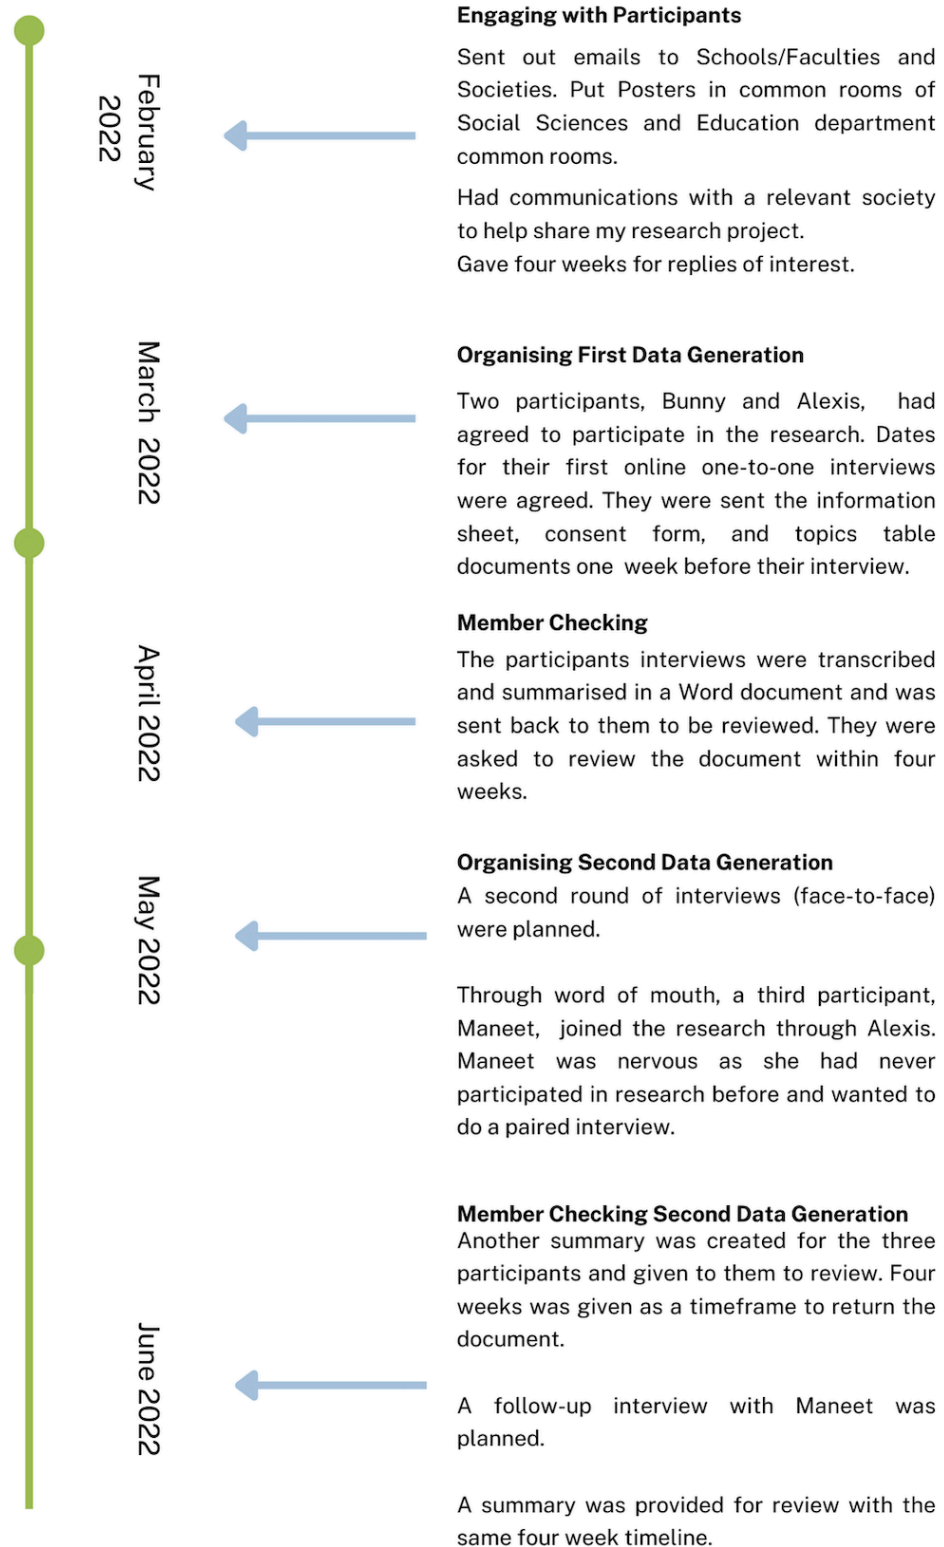 Engaging with Participants
Sent out emails to Schools/Faculties and
Societies. Put Posters in common rooms of
Social Sciences and Education department
common rooms.
Had communications with a relevant society
to help share my research project.
Gave four weeks for replies of interest.
February
2022
Organising First Data Generation
Two participants, Bunny and Alexis, had
agreed to participate in the research. Dates
for their first online one-to-one interviews
were agreed. They were sent the information
sheet, consent form, and topics table
documents one week before their interview.
March 2022
Member Checking
The participants interviews were transcribed
and summarised in a Word document and was
sent back to them to be reviewed. They were
asked to review the document within four
weeks.
April 2022
Organising Second Data Generation
A second round of interviews (face-to-face)
were planned.
Through word of mouth, a third participant,
Maneet, joined the research through Alexis.
Maneet was nervous as she had never
participated in research before and wanted to
do a paired interview.
May 2022
Member Checking Second Data Generation
Another summary was created for the three
participants and given to them to review. Four
weeks was given as a timeframe to return the
document.
A follow-up interview with Maneet was
planned.
A summary was provided for review with the
same four week timeline.
June 2022